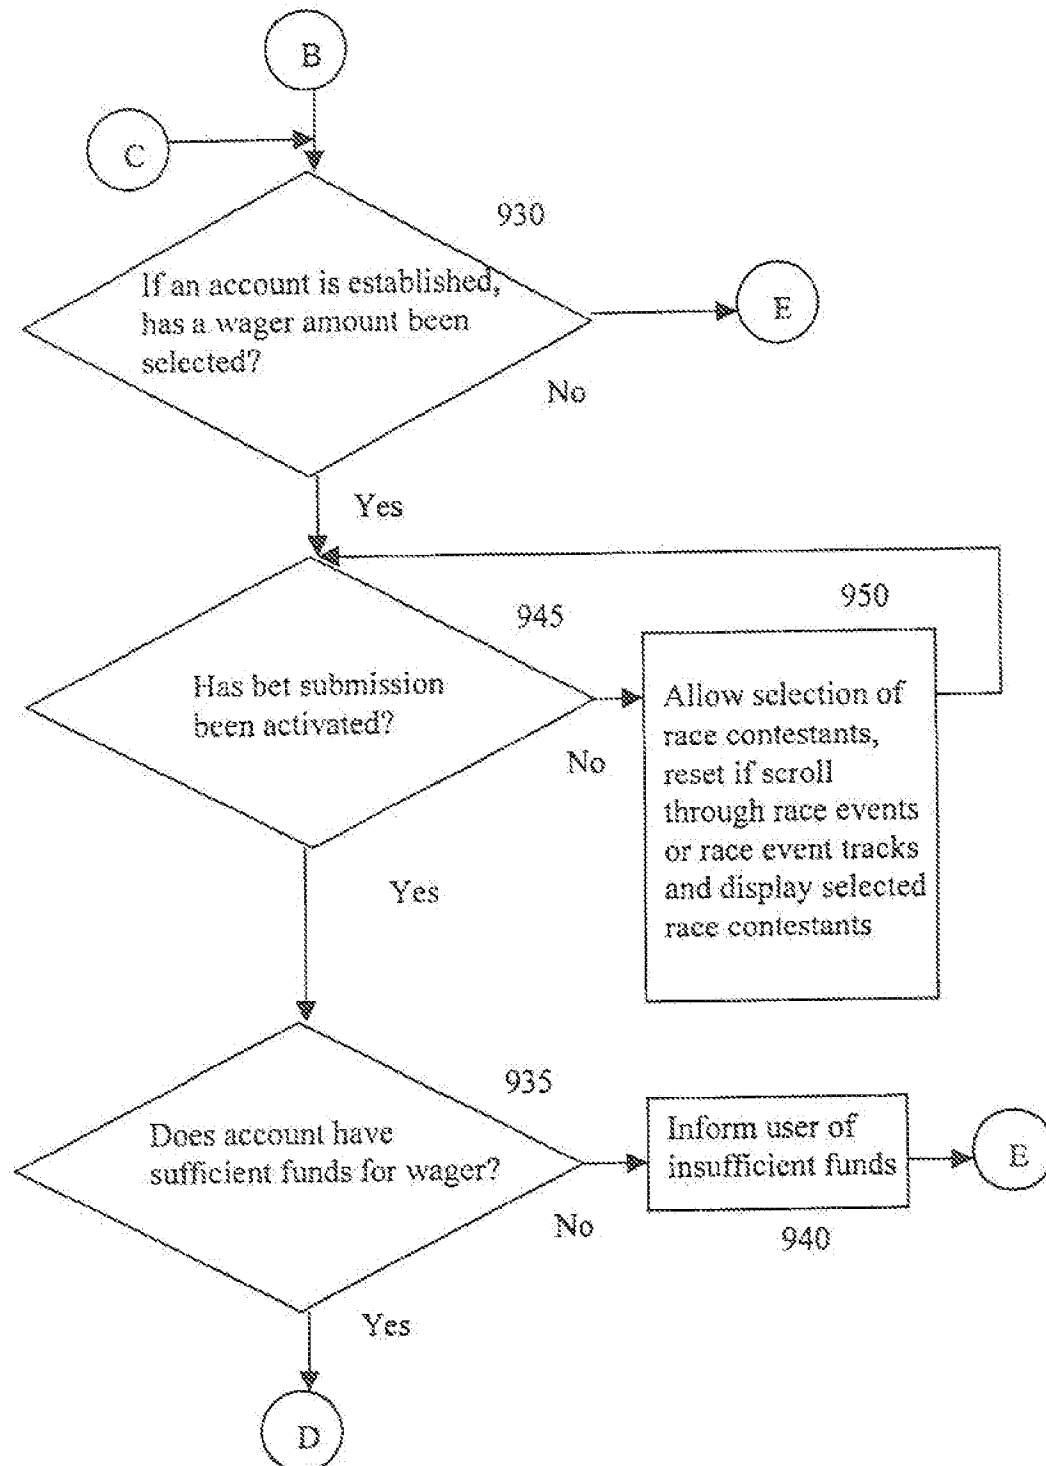 B
C
930
If an account is established,
has a wager amount been
selected?
E
No
Yes
945
950
Has bet submission
been activated?
No
Allow selection of
race contestants,
reset if scroll
through race events
or race event tracks
and display selected
race contestants
Yes
935
Does account have
sufficient funds for wager?
Inform user of
insufficient funds
E
No
940
Yes
D